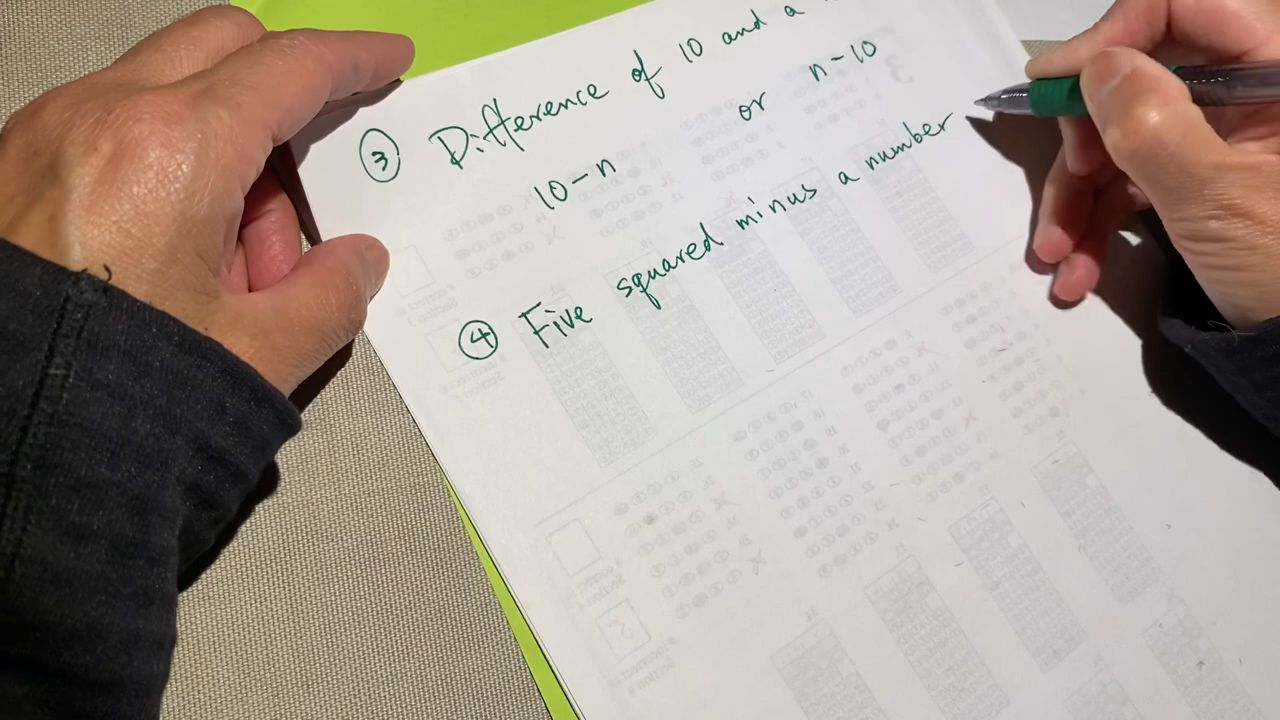 ③ Difference of 10 and a
10-n or n-10
④ Five squared minus a number